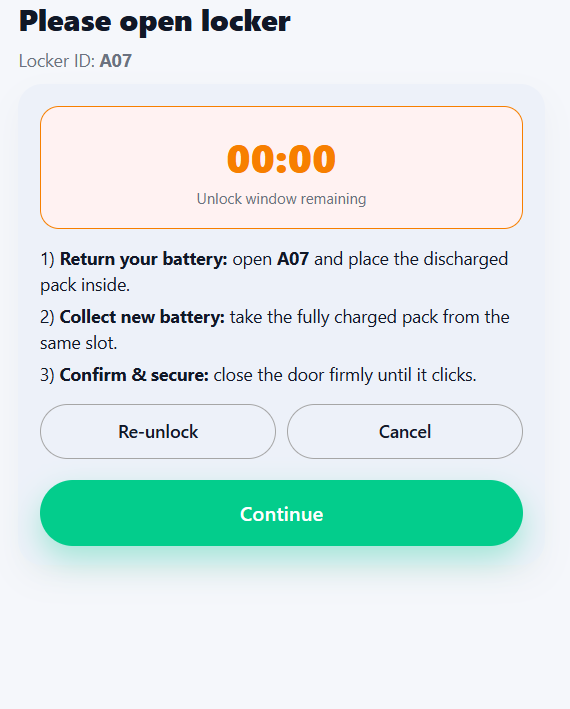 Please open locker
Locker ID: A07
00:00
Unlock window remaining
1) Return your battery: open A07 and place the discharged
pack inside.
2) Collect new battery: take the fully charged pack from the
same slot.
3) Confirm & secure: close the door firmly until it clicks.
Re-unlock
Cancel
Continue